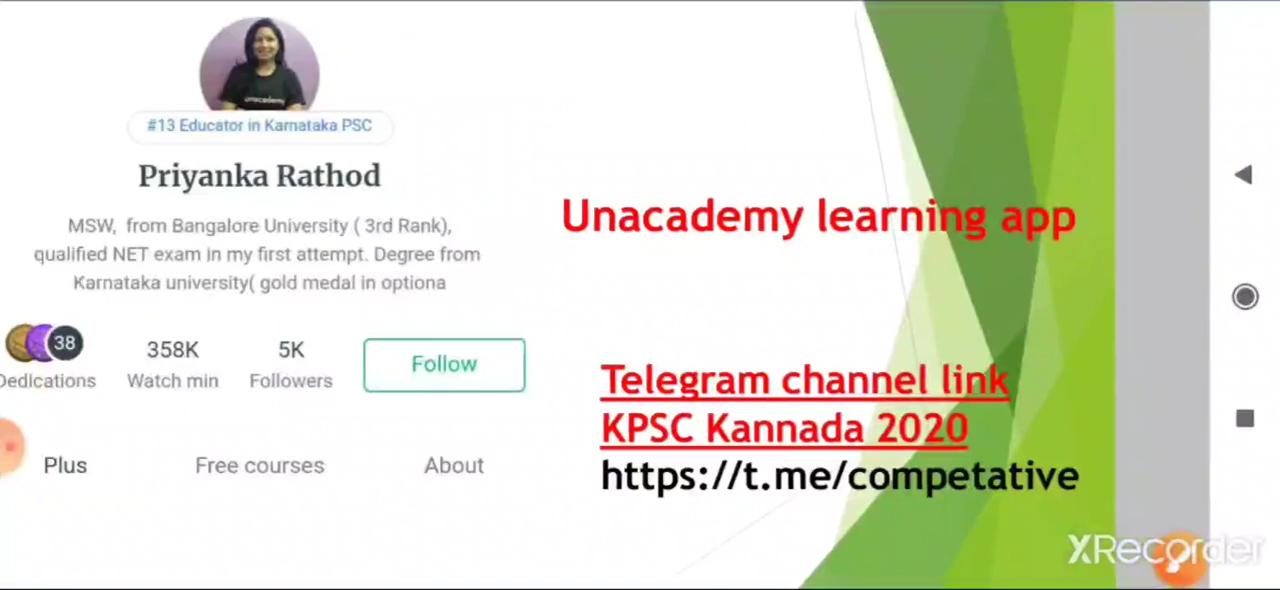 unacademy
#13 Educator in Karnataka PSC
Priyanka Rathod
MSW, from Bangalore University ( 3rd Rank),
qualified NET exam in my first attempt. Degree from
Karnataka university( gold medal in optiona
38
Dedications
358K
Watch min
5K
Followers
Follow
Plus
Free courses
About
Unacademy learning app
Telegram channel link
KPSC Kannada 2020
https://t.me/competative
XRecorder